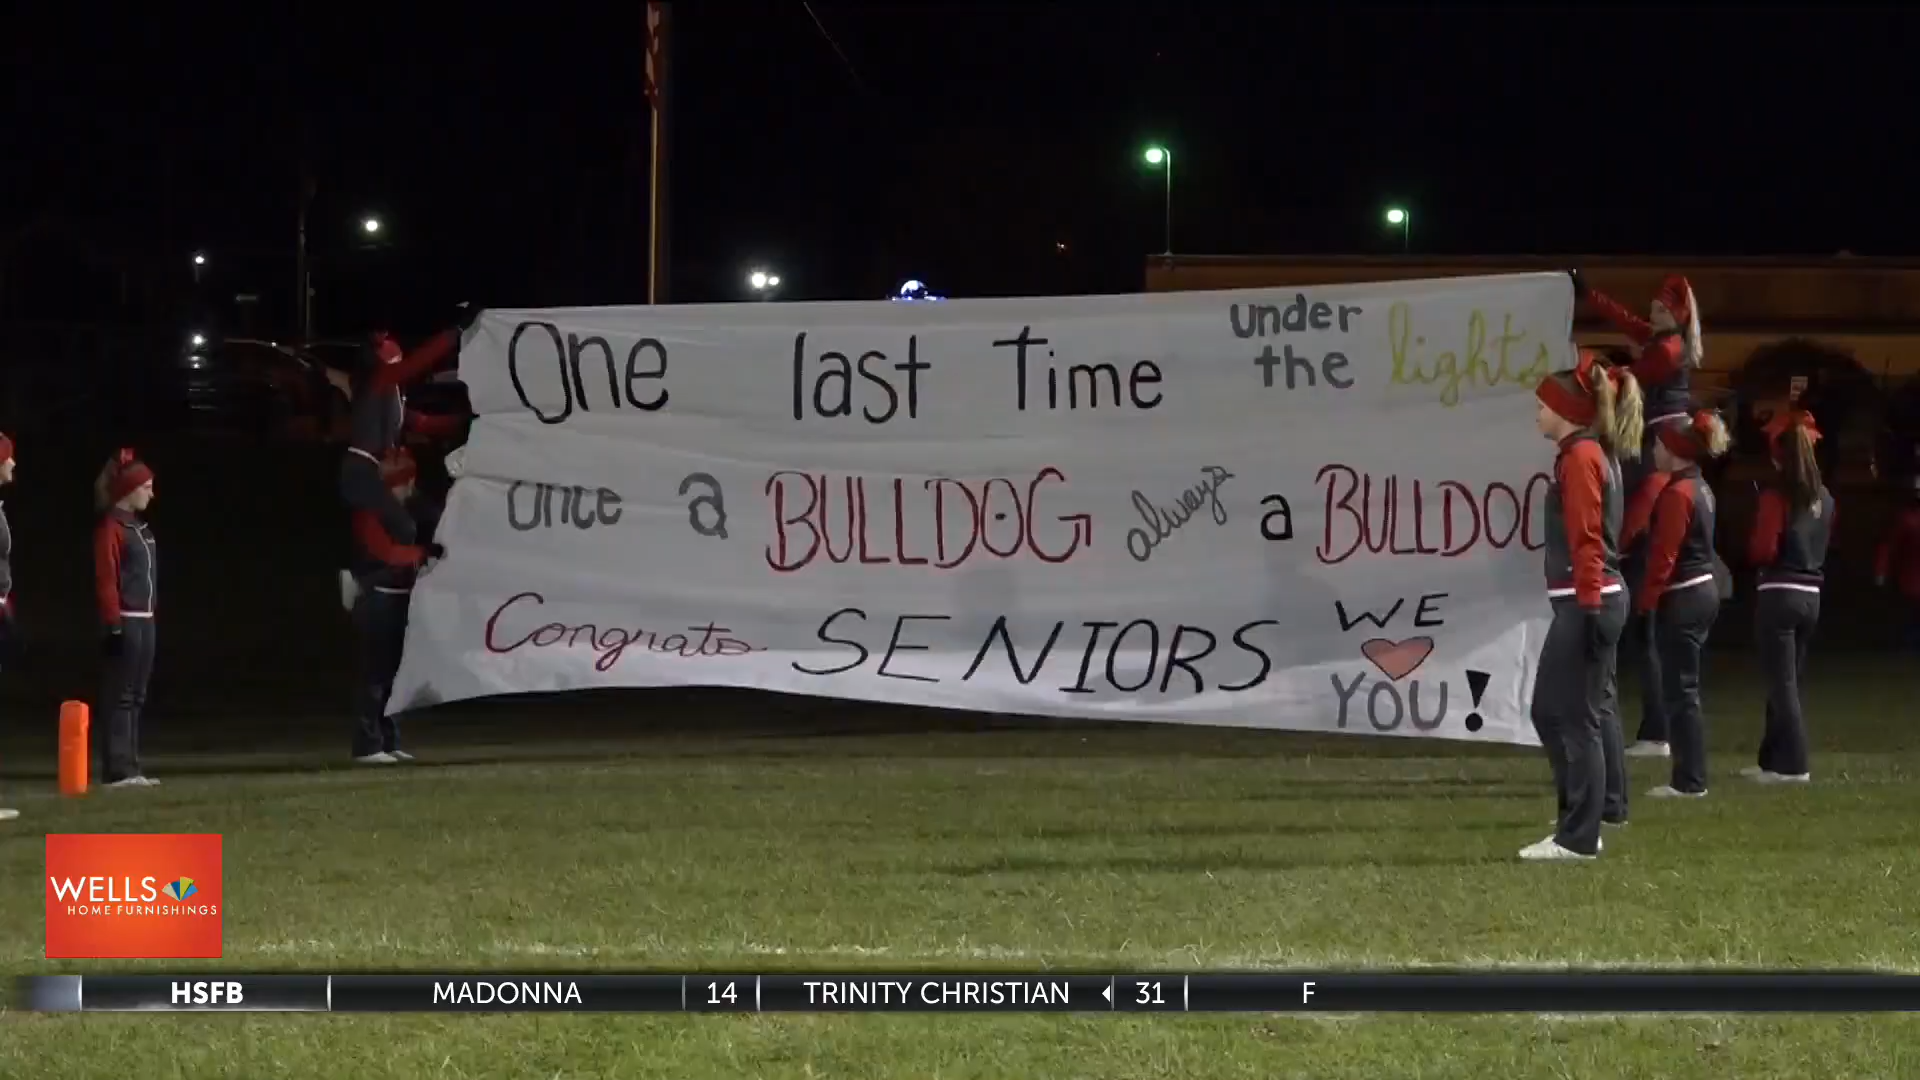 One last Time under the lights
once a BULLDOG always a BULLDOG
Congrats SENIORS WE
YOU!
WELLS
HOME FURNISHINGS
HSFB MADONNA 14 TRINITY CHRISTIAN 31 F